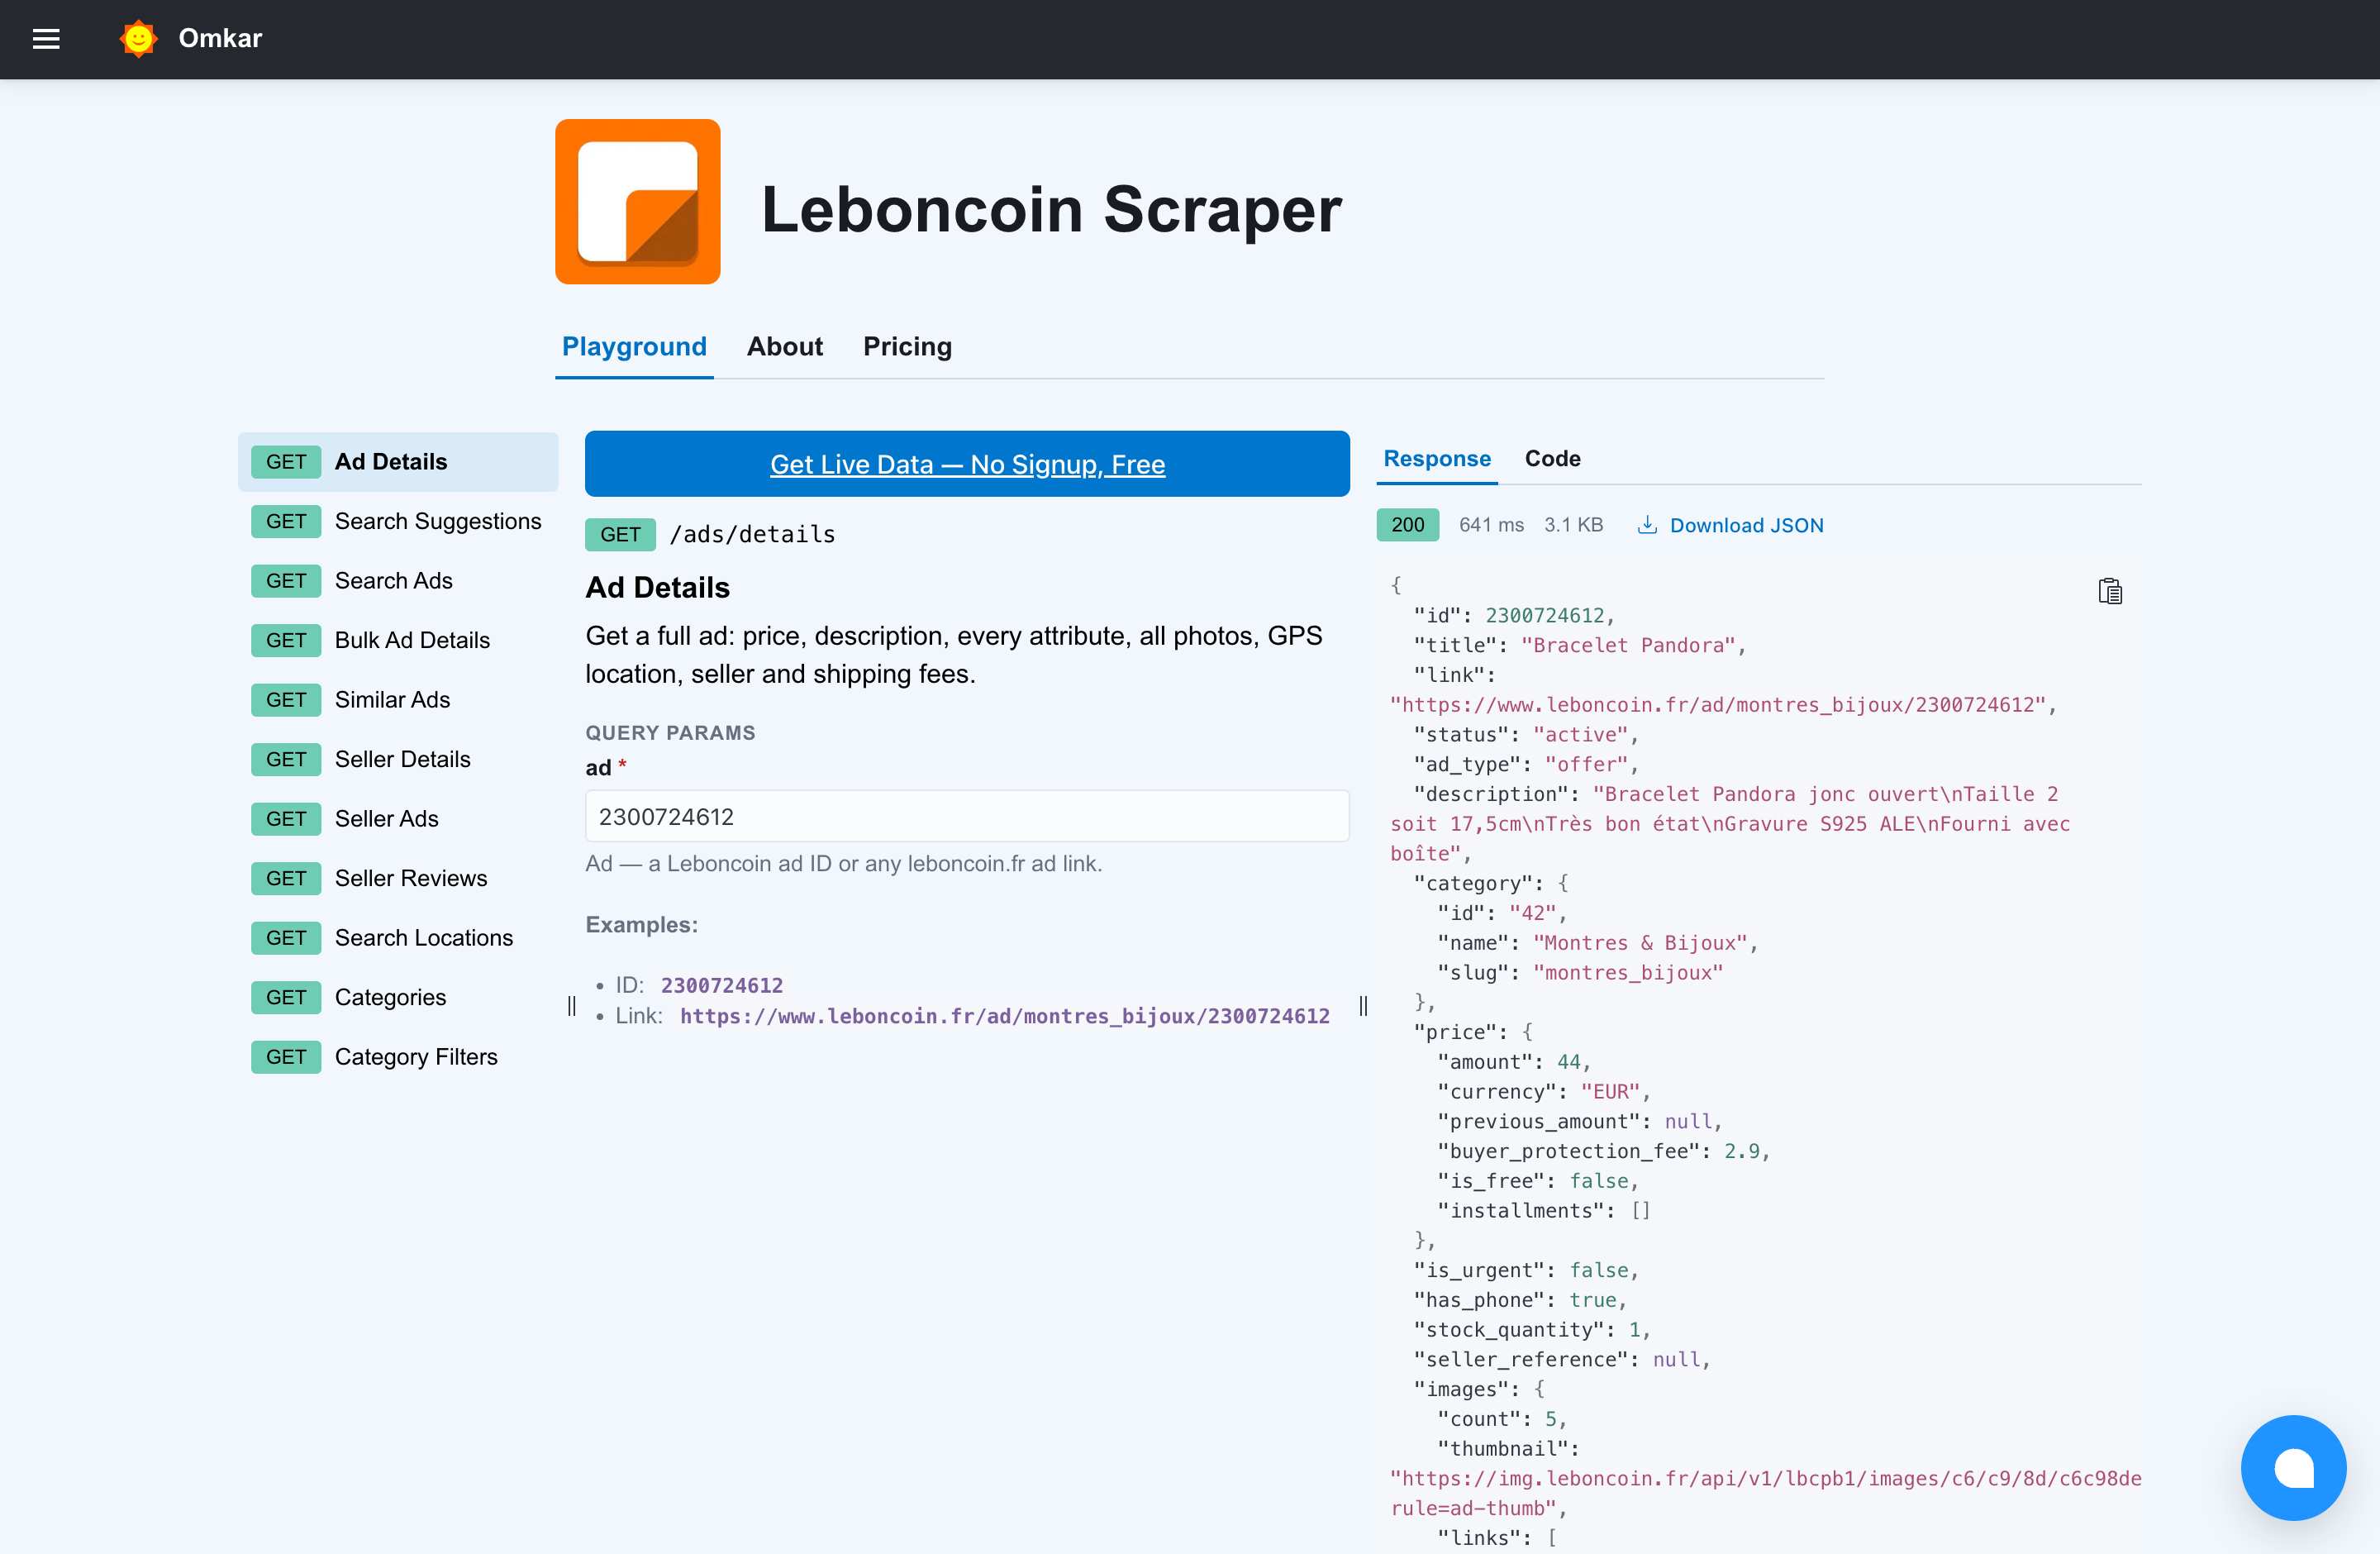 Omkar
Leboncoin Scraper
Playground About Pricing
GET Ad Details
GET Search Suggestions
GET Search Ads
GET Bulk Ad Details
GET Similar Ads
GET Seller Details
GET Seller Ads
GET Seller Reviews
GET Search Locations
GET Categories
GET Category Filters
Get Live Data — No Signup, Free
GET /ads/details
Ad Details
Get a full ad: price, description, every attribute, all photos, GPS
location, seller and shipping fees.
QUERY PARAMS
ad *
2300724612
Ad — a Leboncoin ad ID or any leboncoin.fr ad link.
Examples:
• ID: 2300724612
• Link: https://www.leboncoin.fr/ad/montres_bijoux/2300724612
Response Code
200 641 ms 3.1 KB Download JSON
{
"id": 2300724612,
"title": "Bracelet Pandora",
"link":
"https://www.leboncoin.fr/ad/montres_bijoux/2300724612",
"status": "active",
"ad_type": "offer",
"description": "Bracelet Pandora jonc ouvert\nTaille 2
soit 17,5cm\nTrès bon état\nGravure S925 ALE\nFourni avec
boîte",
"category": {
"id": "42",
"name": "Montres & Bijoux",
"slug": "montres_bijoux"
},
"price": {
"amount": 44,
"currency": "EUR",
"previous_amount": null,
"buyer_protection_fee": 2.9,
"is_free": false,
"installments": []
},
"is_urgent": false,
"has_phone": true,
"stock_quantity": 1,
"seller_reference": null,
"images": {
"count": 5,
"thumbnail":
"https://img.leboncoin.fr/api/v1/lbcpb1/images/c6/c9/8d/c6c98de
rule=ad-thumb",
"links": [